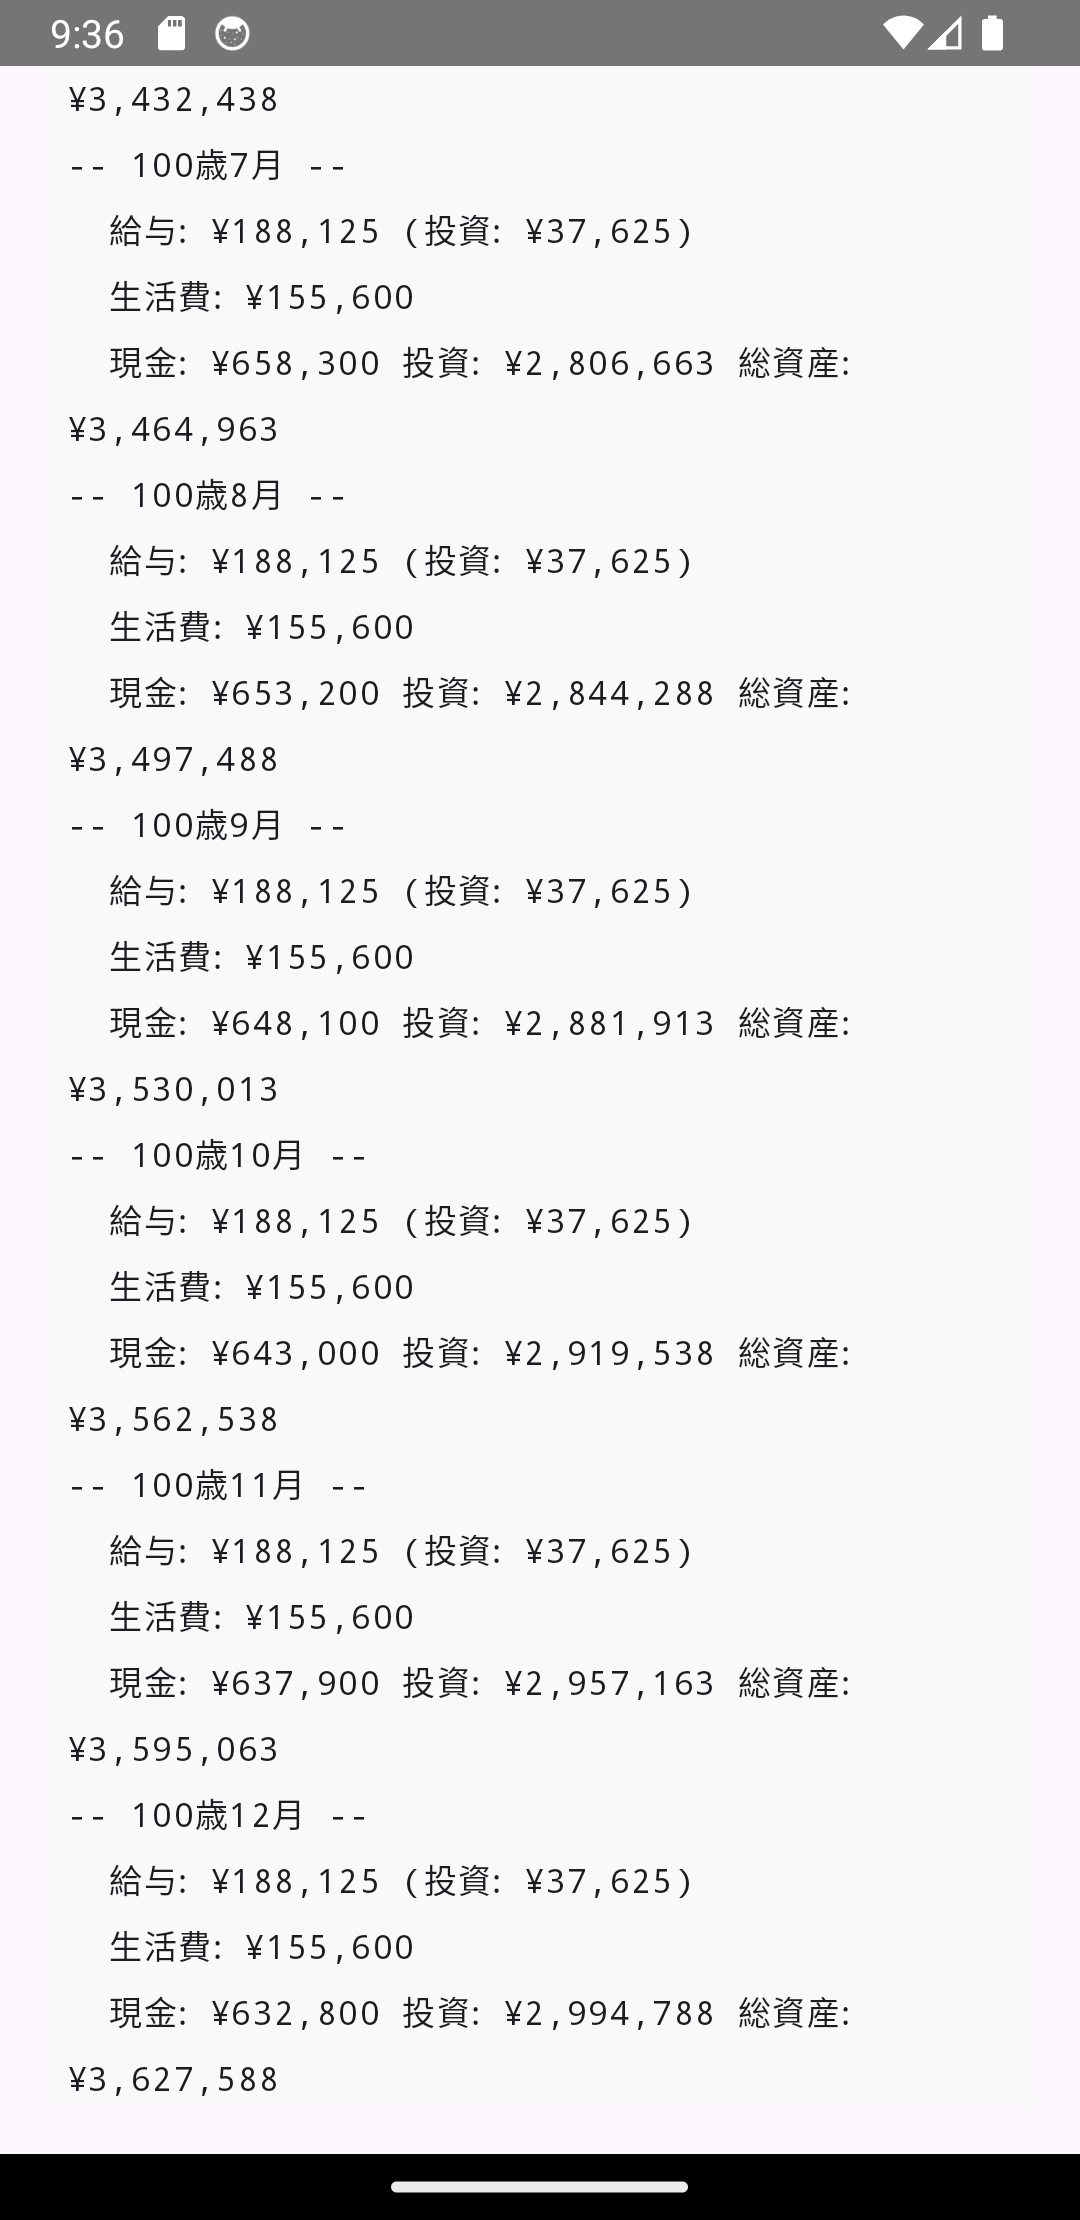 9:36
¥3,432,438
-- 100歳7月 --
給与: ¥188,125 (投資: ¥37,625)
生活費: ¥155,600
現金: ¥658,300 投資: ¥2,806,663 総資産:
¥3,464,963
-- 100歳8月 --
給与: ¥188,125 (投資: ¥37,625)
生活費: ¥155,600
現金: ¥653,200 投資: ¥2,844,288 総資産:
¥3,497,488
-- 100歳9月 --
給与: ¥188,125 (投資: ¥37,625)
生活費: ¥155,600
現金: ¥648,100 投資: ¥2,881,913 総資産:
¥3,530,013
-- 100歳10月 --
給与: ¥188,125 (投資: ¥37,625)
生活費: ¥155,600
現金: ¥643,000 投資: ¥2,919,538 総資産:
¥3,562,538
-- 100歳11月 --
給与: ¥188,125 (投資: ¥37,625)
生活費: ¥155,600
現金: ¥637,900 投資: ¥2,957,163 総資産:
¥3,595,063
-- 100歳12月 --
給与: ¥188,125 (投資: ¥37,625)
生活費: ¥155,600
現金: ¥632,800 投資: ¥2,994,788 総資産:
¥3,627,588